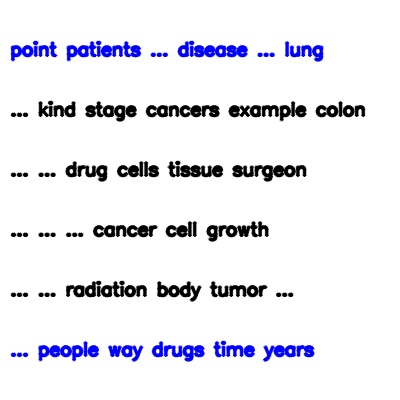 point patients ... disease ... lung
... kind stage cancers example colon
... ... drug cells tissue surgeon
... ... ... cancer cell growth
... ... radiation body tumor ...
... people way drugs time years